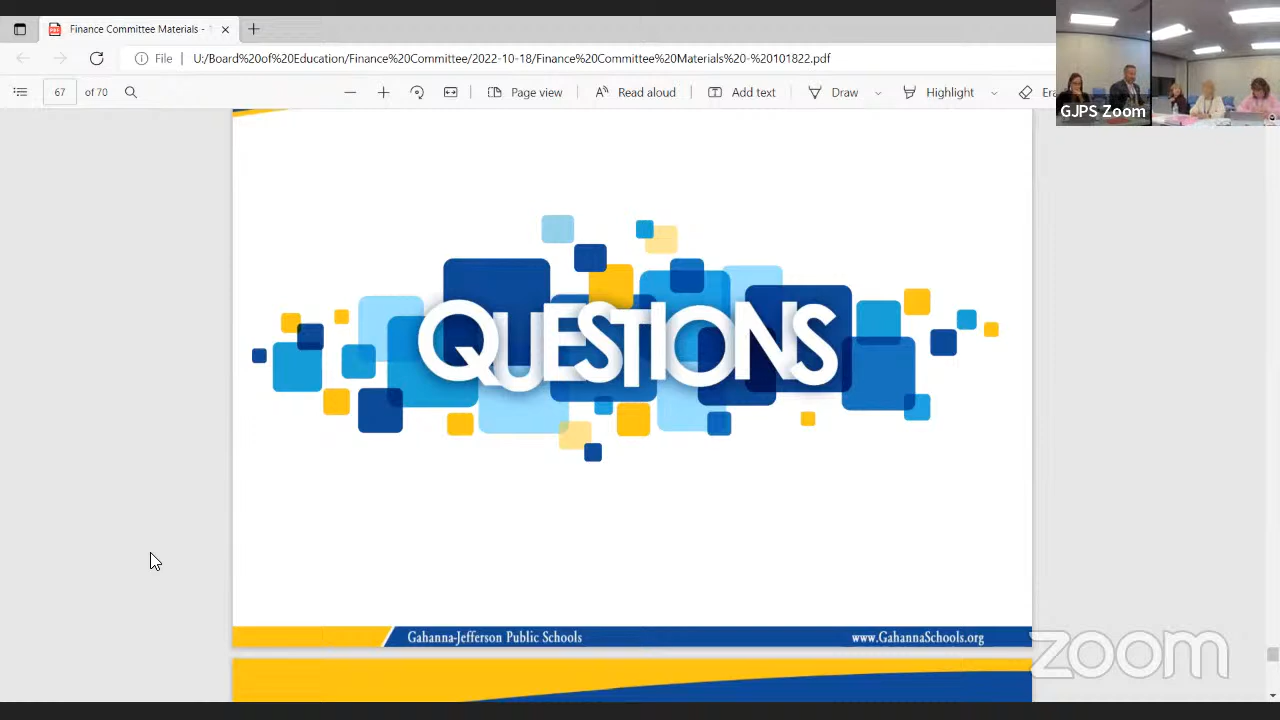 Finance Committee Materials -
File
U:/Board%20of%20Education/Finance%20Committee/2022-10-18/Finance%20Committee%20Materials%20-%20101822.pdf
67 of 70
Page view
Read aloud
Add text
Draw
Highlight
Era
GJPS Zoom
QUESTIONS
Gahanna-Jefferson Public Schools
www.GahannaSchools.org
zoom